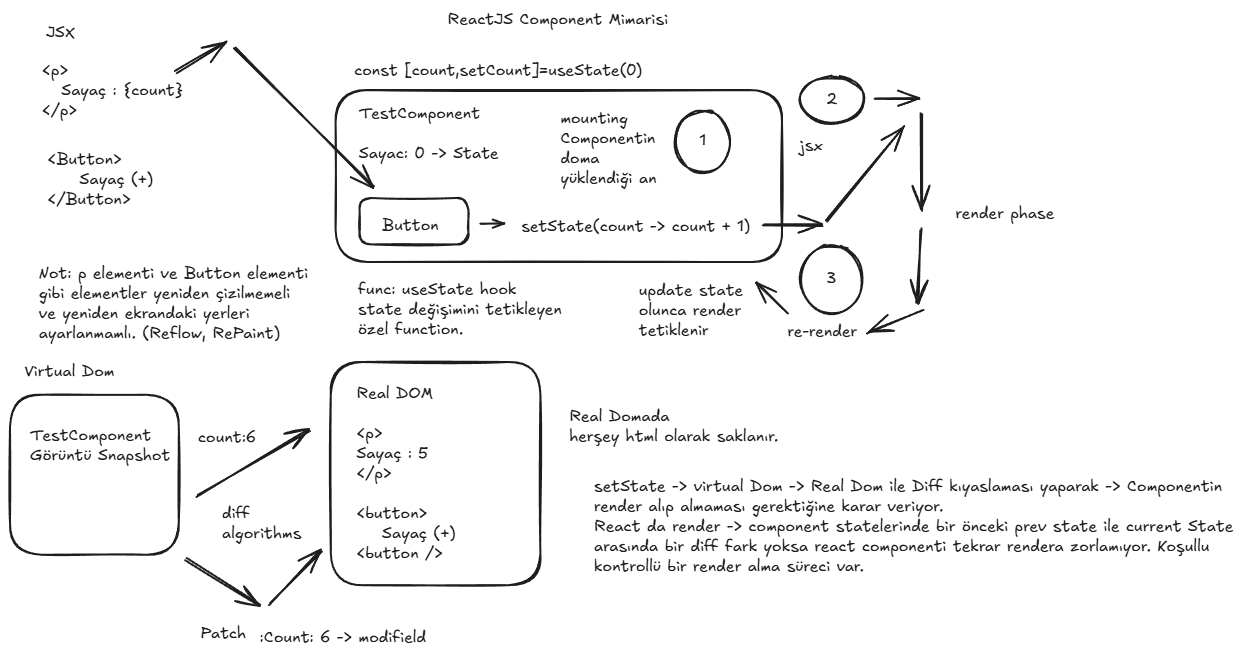 ReactJS Component Mimarisi
JSX
<p>
Sayaç : {count}
</p>
<Button>
Sayaç (+)
</Button>
const [count,setCount]=useState(0)
TestComponent
Sayac: 0 -> State
Button
setState(count -> count + 1)
mounting
Componentin
doma
yüklendiği an
1
2
jsx
render phase
3
re-render
update state
olunca render
tetiklenir
Not: p elementi ve Button elementi
gibi elementler yeniden çizilmemeli
ve yeniden ekrandaki yerleri
ayarlanmamlı. (Reflow, RePaint)
func: useState hook
state değişimini tetikleyen
özel function.
Virtual Dom
TestComponent
Görüntü Snapshot
count:6
diff
algorithms
Patch :Count: 6 -> modifield
Real DOM
<p>
Sayaç : 5
</p>
<button>
Sayaç (+)
<button />
Real Domada
herşey html olarak saklanır.
setState -> virtual Dom -> Real Dom ile Diff kıyaslaması yaparak -> Componentin
render alıp almaması gerektiğine karar veriyor.
React da render -> component statelerinde bir önceki prev state ile current State
arasında bir diff fark yoksa react componenti tekrar rendera zorlamıyor. Koşullu
kontrollü bir render alma süreci var.